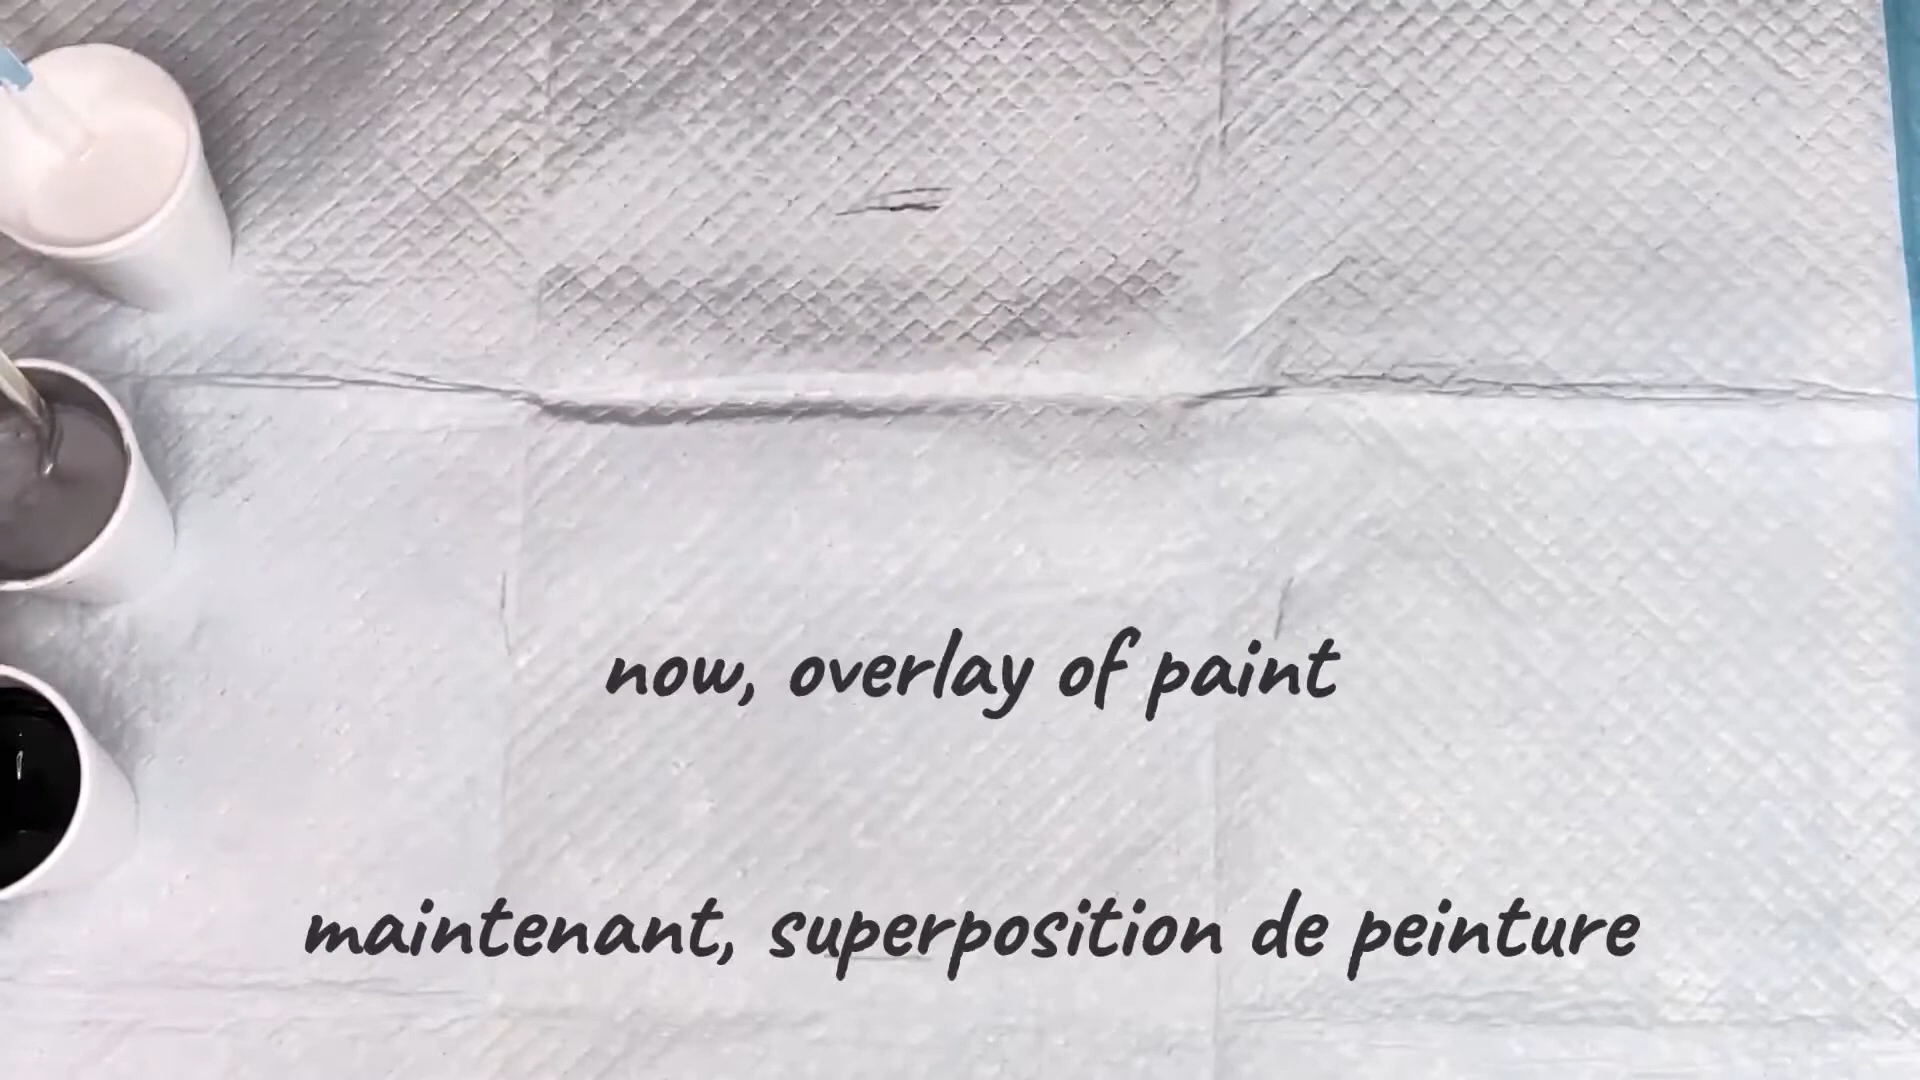 now, overlay of paint
maintenant, superposition de peinture